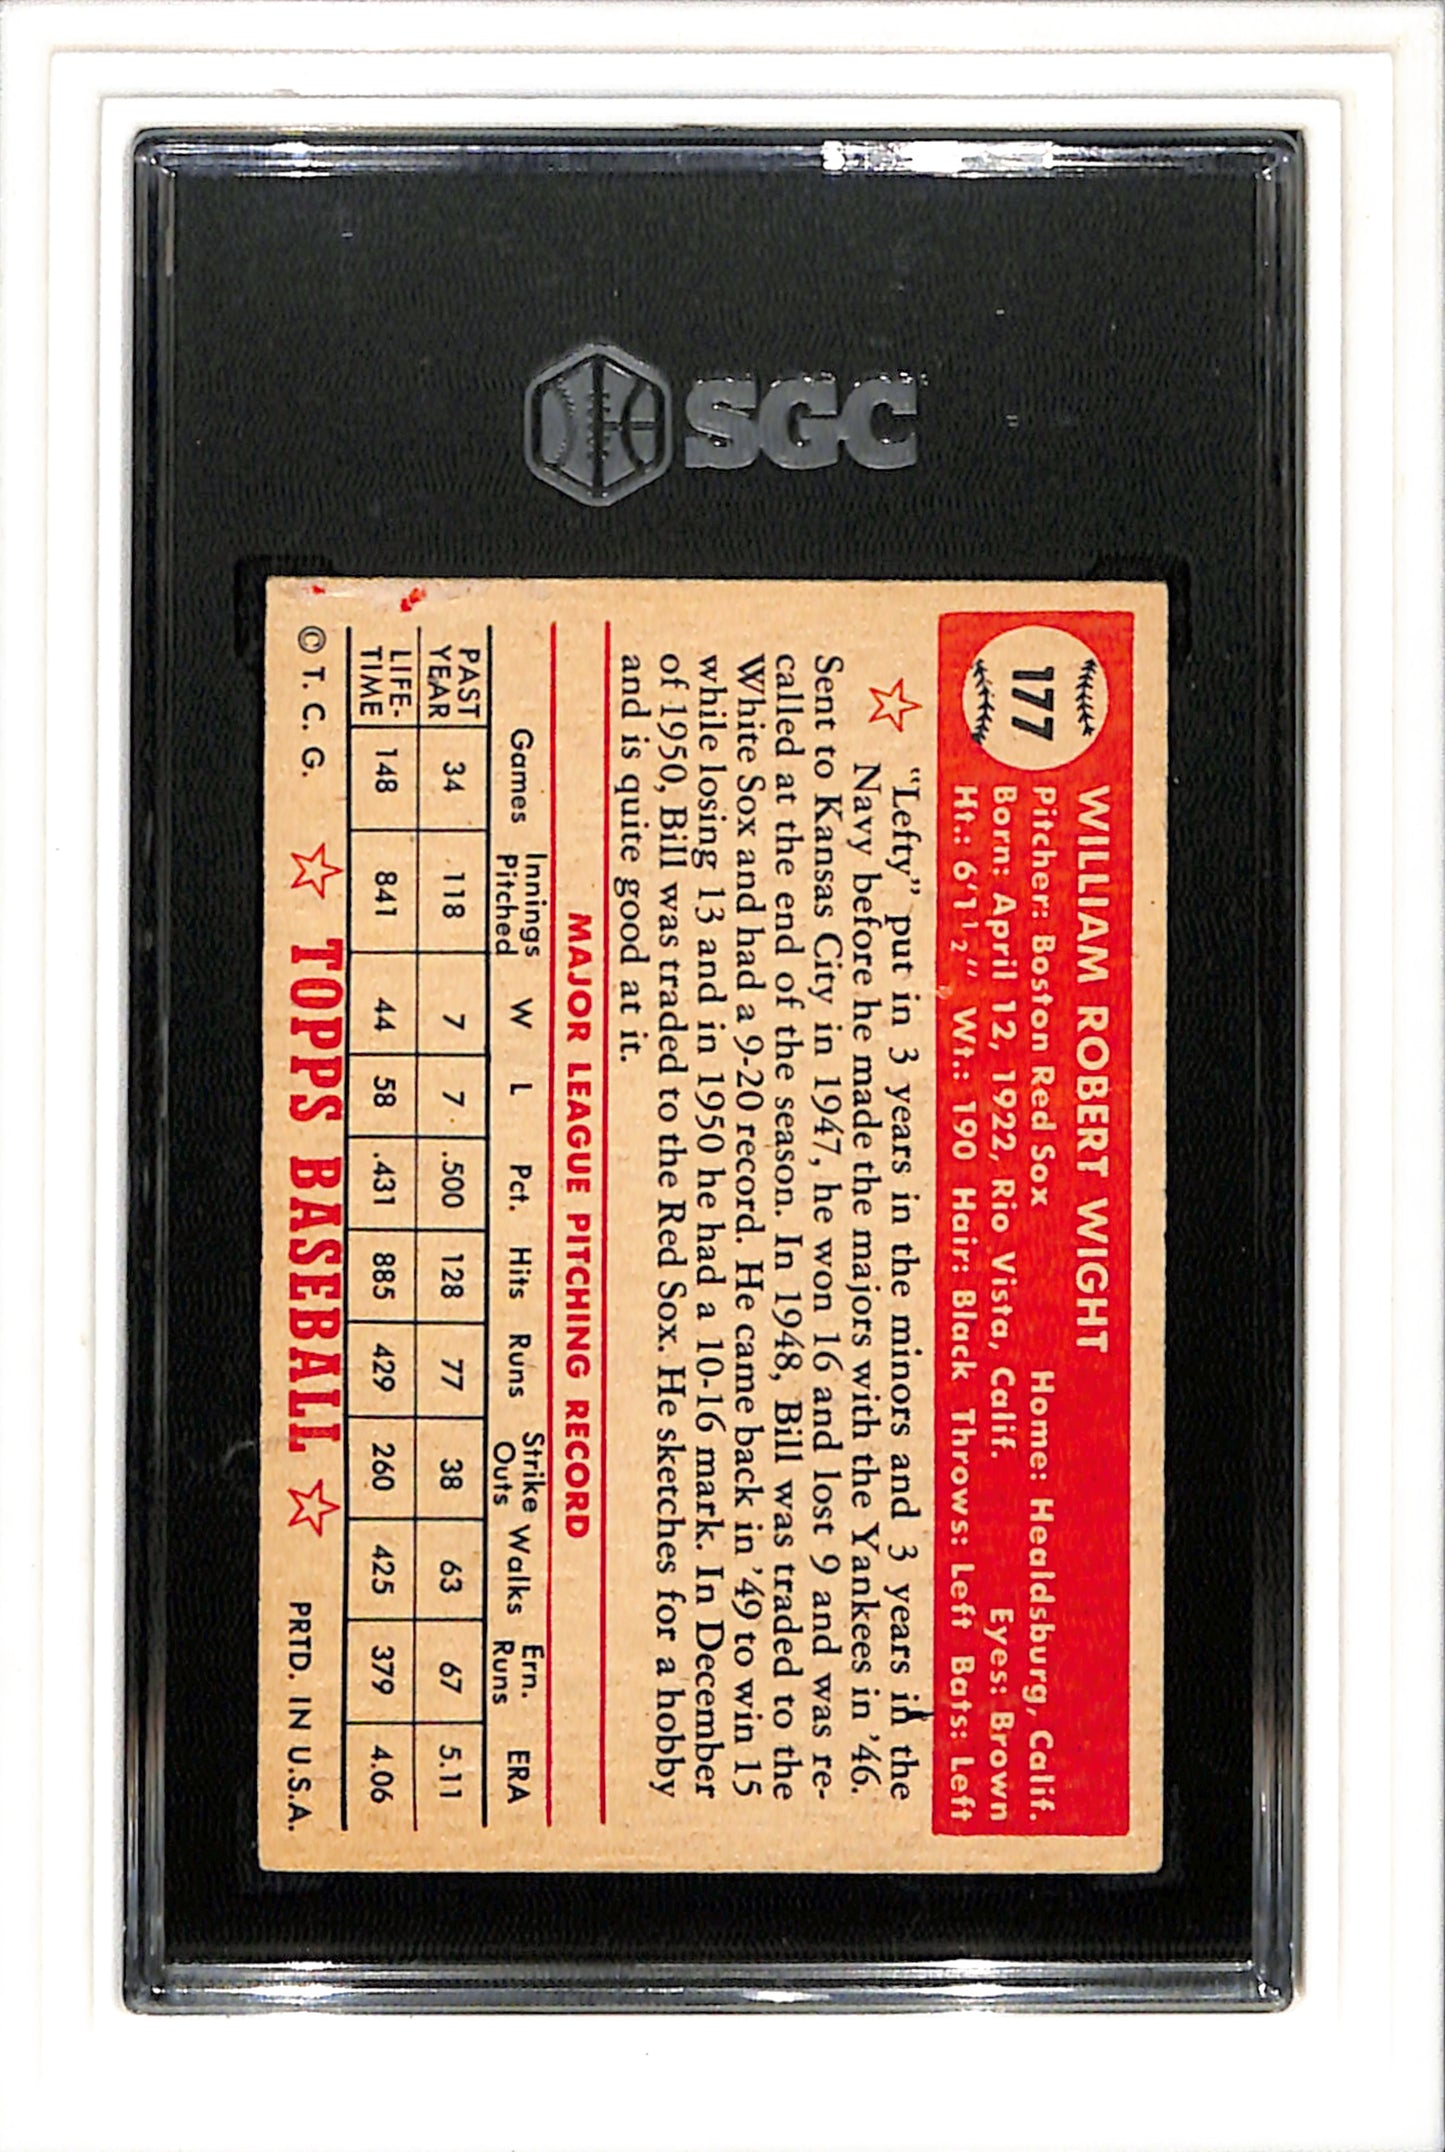 SGC
177
WILLIAM ROBERT WIGHT
Pitcher: Boston Red Sox Home: Healdsburg, Calif.
Born: April 12, 1922, Rio Vista, Calif. Eyes: Brown
Ht.: 6'1 1/2" Wt.: 190 Hair: Black Throws: Left Bats: Left
"Lefty" put in 3 years in the minors and 3 years in the
Navy before he made the majors with the Yankees in '46.
Sent to Kansas City in 1947, he won 16 and lost 9 and was re-
called at the end of the season. In 1948, Bill was traded to the
White Sox and had a 9-20 record. He came back in '49 to win 15
while losing 13 and in 1950 he had a 10-16 mark. In December
of 1950, Bill was traded to the Red Sox. He sketches for a hobby
and is quite good at it.
MAJOR LEAGUE PITCHING RECORD
Games Innings Pitched W L Pct. Hits Runs Strike Outs Walks Ern. Runs ERA
PAST YEAR 34 118 7 7 .500 128 77 38 63 67 5.11
LIFE-TIME 148 841 44 58 .431 885 429 260 425 379 4.06
© T. C. G. TOPPS BASEBALL PRTD. IN U.S.A.